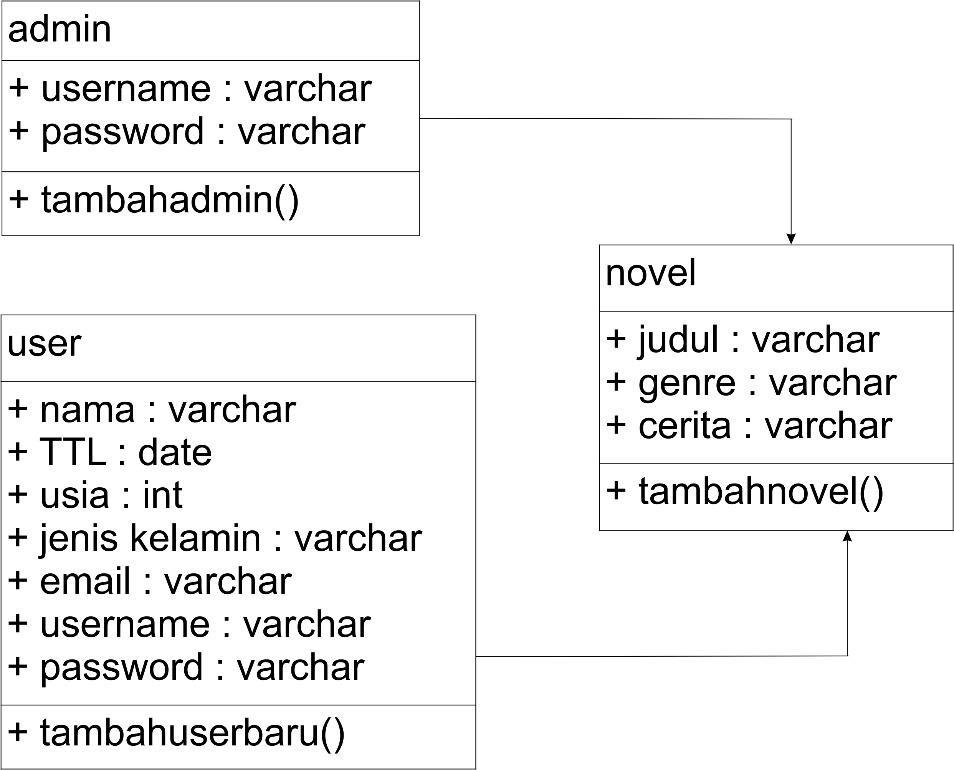 admin
+ username : varchar
+ password : varchar
+ tambahadmin()
user
+ nama : varchar
+ TTL : date
+ usia : int
+ jenis kelamin : varchar
+ email : varchar
+ username : varchar
+ password : varchar
+ tambahuserbaru()
novel
+ judul : varchar
+ genre : varchar
+ cerita : varchar
+ tambahnovel()